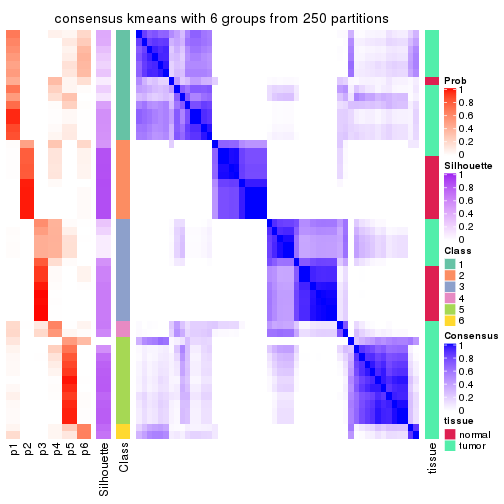 consensus kmeans with 6 groups from 250 partitions
Prob
1
0.8
0.6
0.4
0.2
0
Silhouette
1
0.8
0.6
0.4
0.2
0
Class
1
2
3
4
5
6
Consensus
1
0.8
0.6
0.4
0.2
0
tissue
normal
tumor
p1
p2
p3
p4
p5
p6
Silhouette
Class
tissue